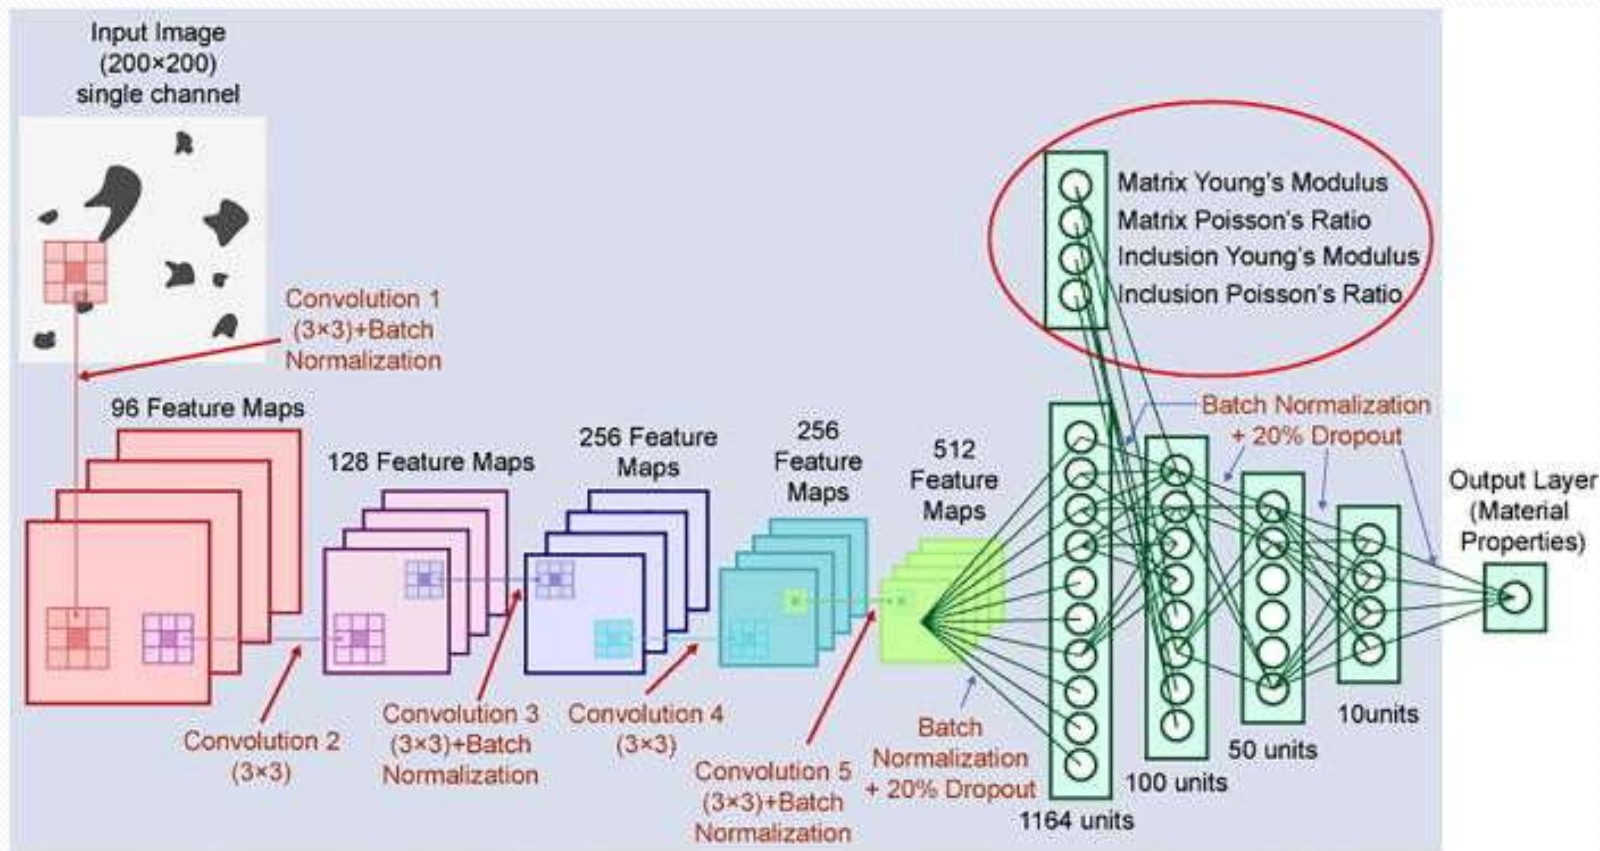 Input Image
(200×200)
single channel
Convolution 1
(3×3)+Batch
Normalization
96 Feature Maps
128 Feature Maps
256 Feature
Maps
256
Feature
Maps
512
Feature
Maps
Convolution 2
(3×3)
Convolution 3
(3×3)+Batch
Normalization
Convolution 4
(3×3)
Convolution 5
(3×3)+Batch
Normalization
Batch
Normalization
+ 20% Dropout
Matrix Young's Modulus
Matrix Poisson's Ratio
Inclusion Young's Modulus
Inclusion Poisson's Ratio
Batch Normalization
+ 20% Dropout
1164 units
100 units
50 units
10units
Output Layer
(Material
Properties)